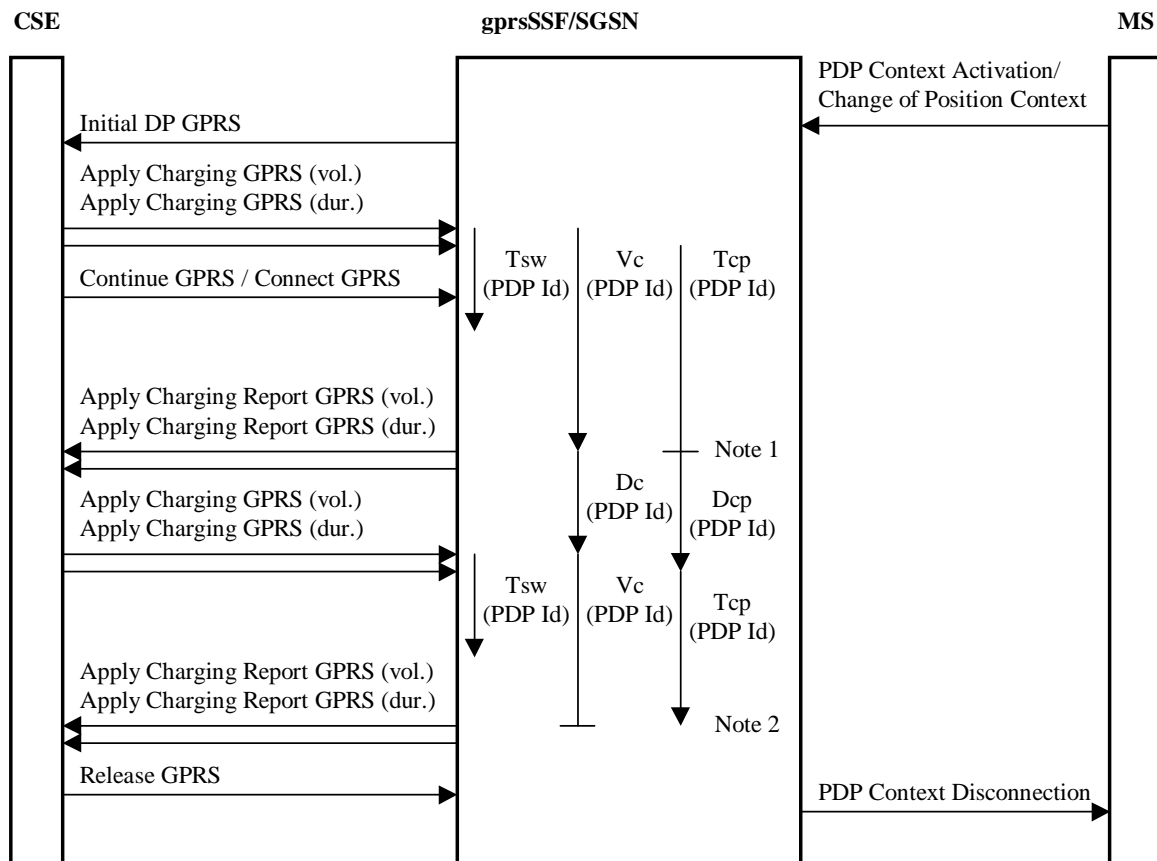 CSE
gprsSSF/SGSN
MS
PDP Context Activation/
Change of Position Context
Initial DP GPRS
Apply Charging GPRS (vol.)
Apply Charging GPRS (dur.)
Tsw
(PDP Id)
Vc
(PDP Id)
Tcp
(PDP Id)
Continue GPRS / Connect GPRS
Apply Charging Report GPRS (vol.)
Apply Charging Report GPRS (dur.)
Note 1
Dc
(PDP Id)
Dcp
(PDP Id)
Apply Charging GPRS (vol.)
Apply Charging GPRS (dur.)
Tsw
(PDP Id)
Vc
(PDP Id)
Tcp
(PDP Id)
Apply Charging Report GPRS (vol.)
Apply Charging Report GPRS (dur.)
Note 2
Release GPRS
PDP Context Disconnection